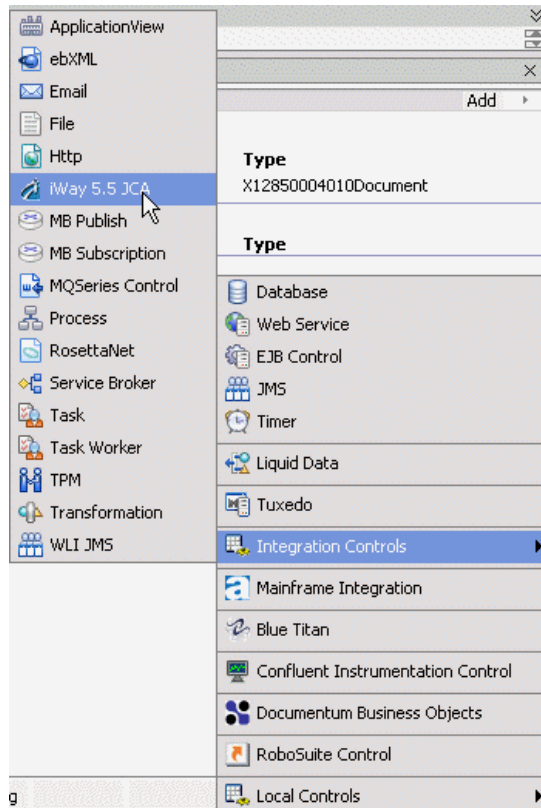 ApplicationView
ebXML
Email
File
Http
iWay 5.5 JCA
MB Publish
MB Subscription
MQSeries Control
Process
RosettaNet
Service Broker
Task
Task Worker
TPM
Transformation
WLI JMS
Add
Type
X12850004010Document
Type
Database
Web Service
EJB Control
JMS
Timer
Liquid Data
Tuxedo
Integration Controls
Mainframe Integration
Blue Titan
Confluent Instrumentation Control
Documentum Business Objects
RoboSuite Control
Local Controls
g